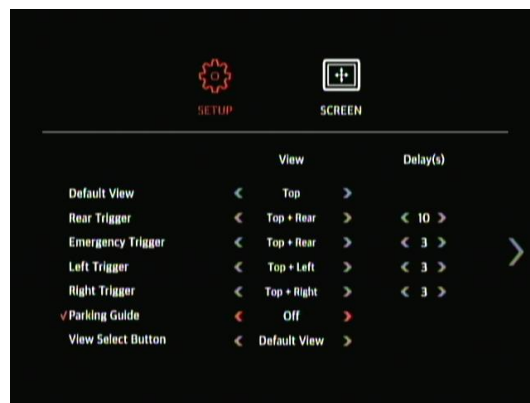 SETUP SCREEN
View Delay(s)
Default View Top
Rear Trigger Top + Rear 10
Emergency Trigger Top + Rear 3
Left Trigger Top + Left 3
Right Trigger Top + Right 3
√Parking Guide Off
View Select Button Default View